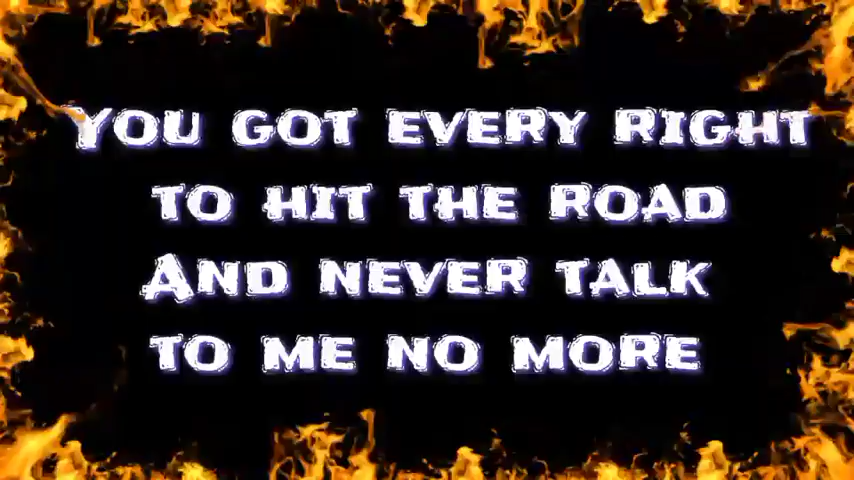 YOU GOT EVERY RIGHT
TO HIT THE ROAD
AND NEVER TALK
TO ME NO MORE